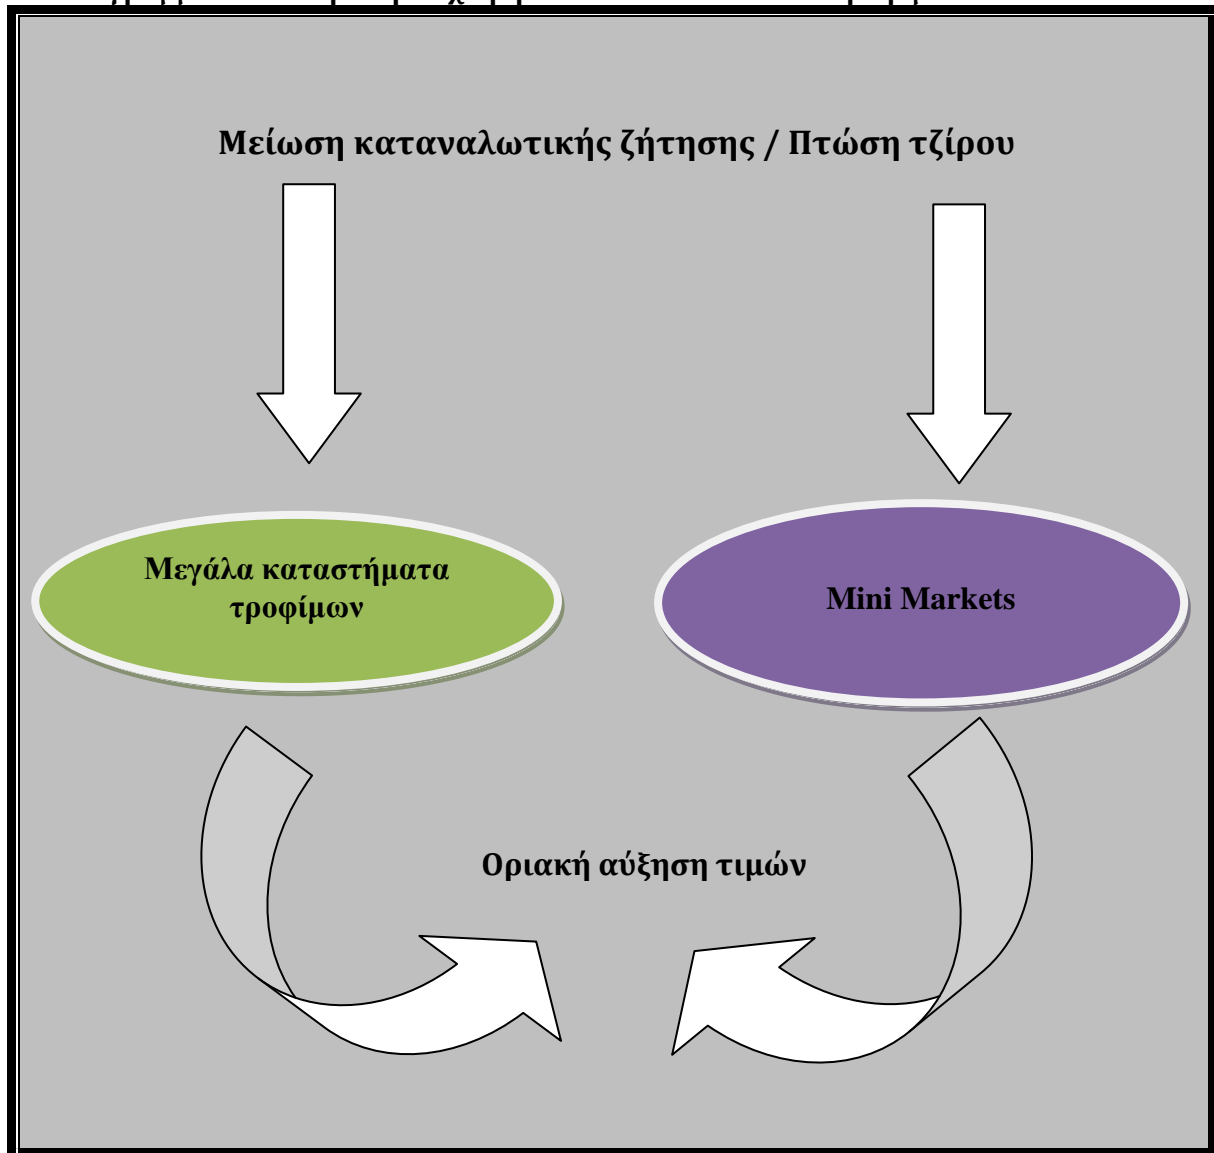 Μείωση καταναλωτικής ζήτησης / Πτώση τζίρου
Μεγάλα καταστήματα
τροφίμων
Mini Markets
Οριακή αύξηση τιμών